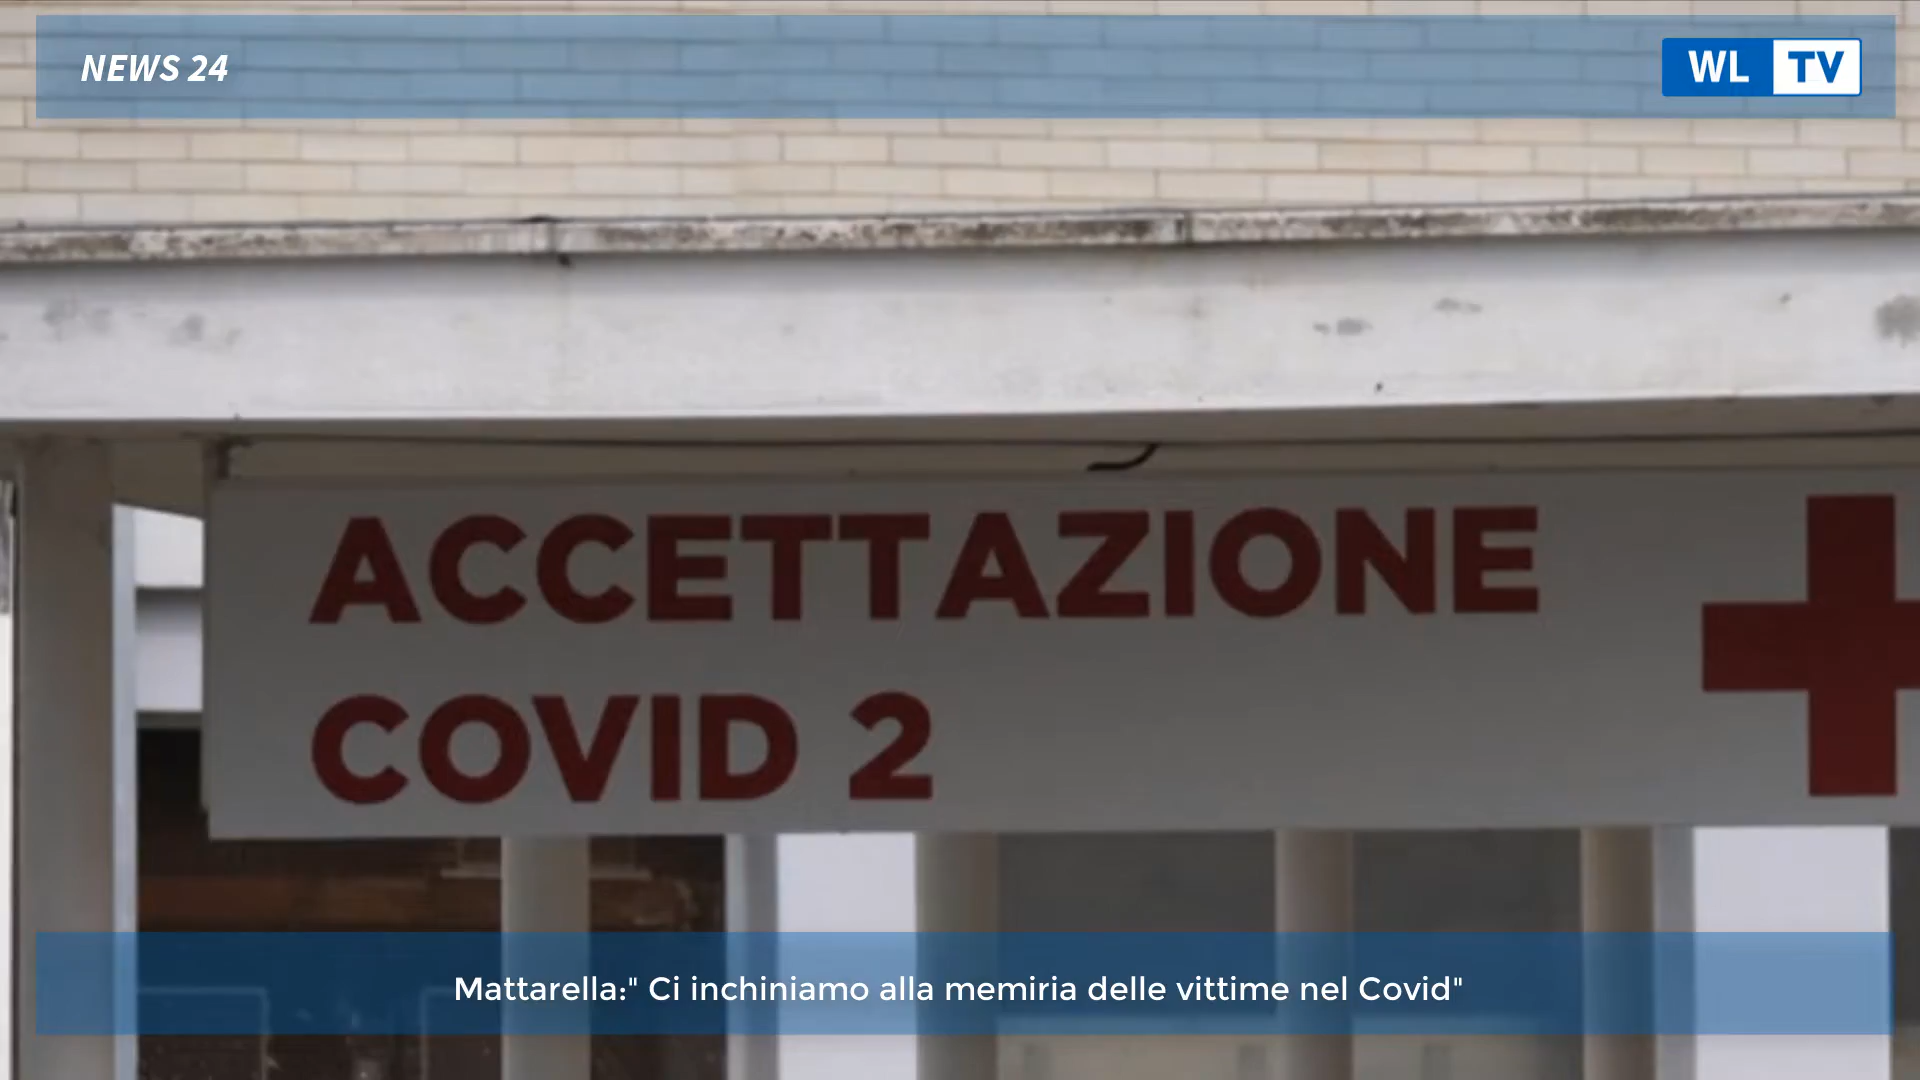 NEWS 24
WL TV
ACCETTAZIONE
COVID 2
Mattarella:" Ci inchiniamo alla memiria delle vittime nel Covid"